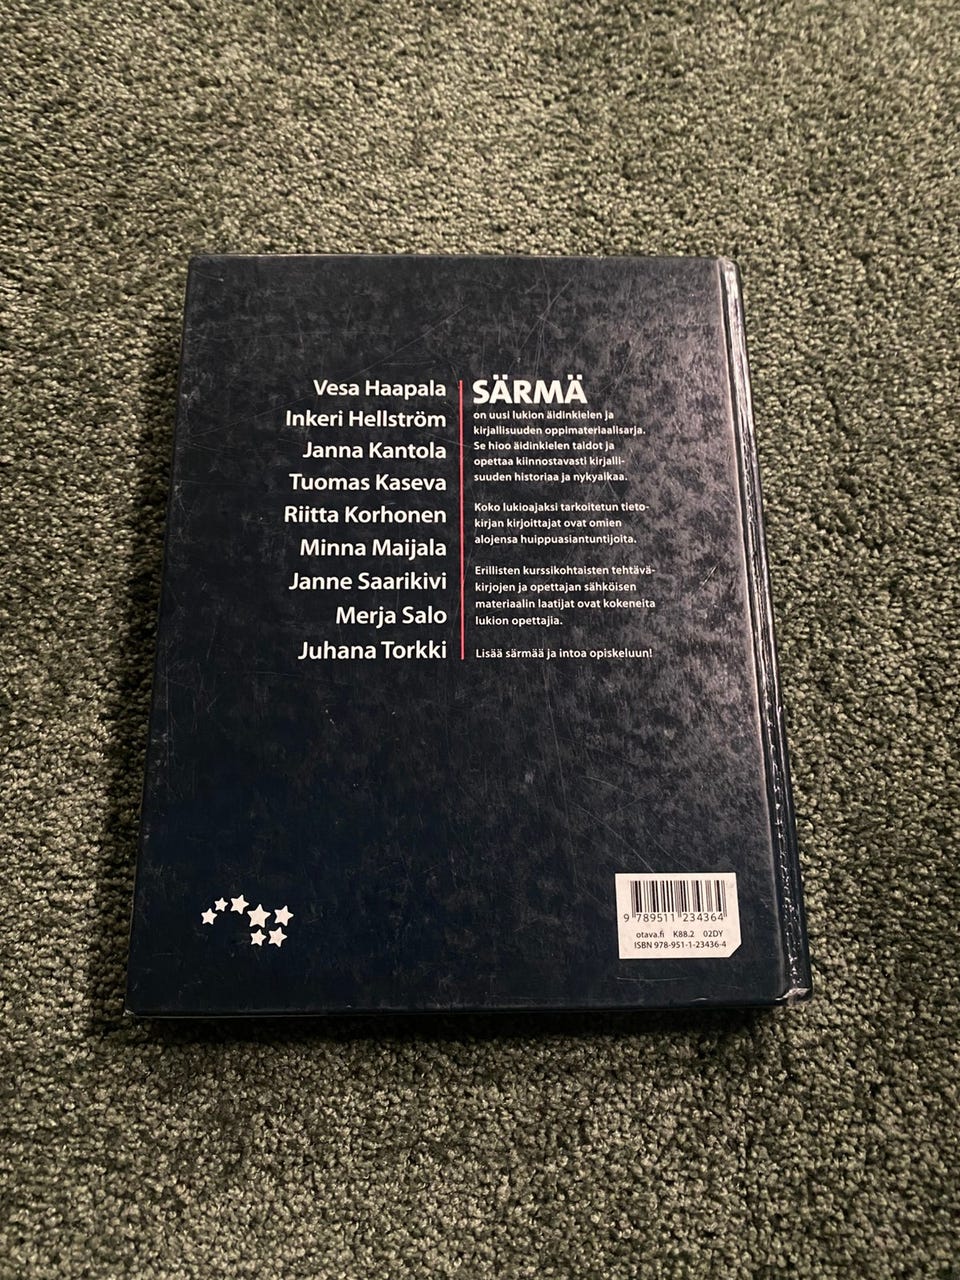 Vesa Haapala
Inkeri Hellström
Janna Kantola
Tuomas Kaseva
Riitta Korhonen
Minna Maijala
Janne Saarikivi
Merja Salo
Juhana Torkki
SÄRMÄ
on uusi lukion äidinkielen ja
kirjallisuuden oppimateriaalisarja.
Se hioo äidinkielen taidot ja
opettaa kiinnostavasti kirjalli-
suuden historiaa ja nykyaikaa.
Koko lukioajaksi tarkoitetun tieto-
kirjan kirjoittajat ovat omien
alojensa huippuasiantuntijoita.
Erillisten kurssikohtaisten tehtävä-
kirjojen ja opettajan sähköisen
materiaalin laatijat ovat kokeneita
lukion opettajia.
Lisää särmää ja intoa opiskeluun!
9 789511 234364
otava.fi K88.2 02DY
ISBN 978-951-1-23436-4